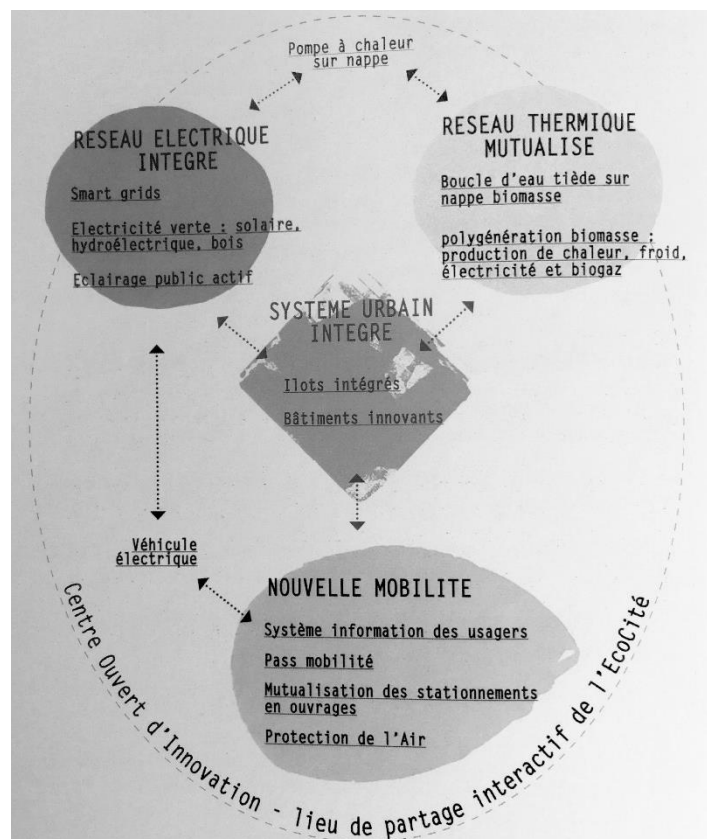 Pompe à chaleur
sur nappe
RESEAU ELECTRIQUE
INTEGRE
Smart grids
Electricité verte : solaire,
hydroélectrique, bois
Eclairage public actif
RESEAU THERMIQUE
MUTUALISE
Boucle d'eau tiède sur
nappe biomasse
polygénération biomasse :
production de chaleur, froid,
électricité et biogaz
SYSTEME URBAIN
INTEGRE
Ilots intégrés
Bâtiments innovants
Véhicule
électrique
NOUVELLE MOBILITE
Système information des usagers
Pass mobilité
Mutualisation des stationnements
en ouvrages
Protection de l'Air
Centre Ouvert d'Innovation - lieu de partage interactif de l'EcoCité